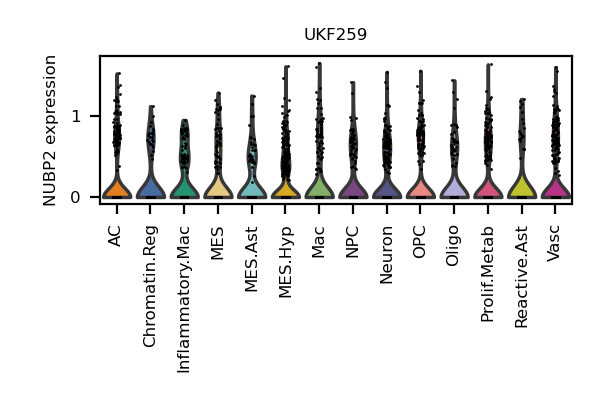 UKF259
NUBP2 expression
1
0
AC
Chromatin.Reg
Inflammatory.Mac
MES
MES.Ast
MES.Hyp
Mac
NPC
Neuron
OPC
Oligo
Prolif.Metab
Reactive.Ast
Vasc